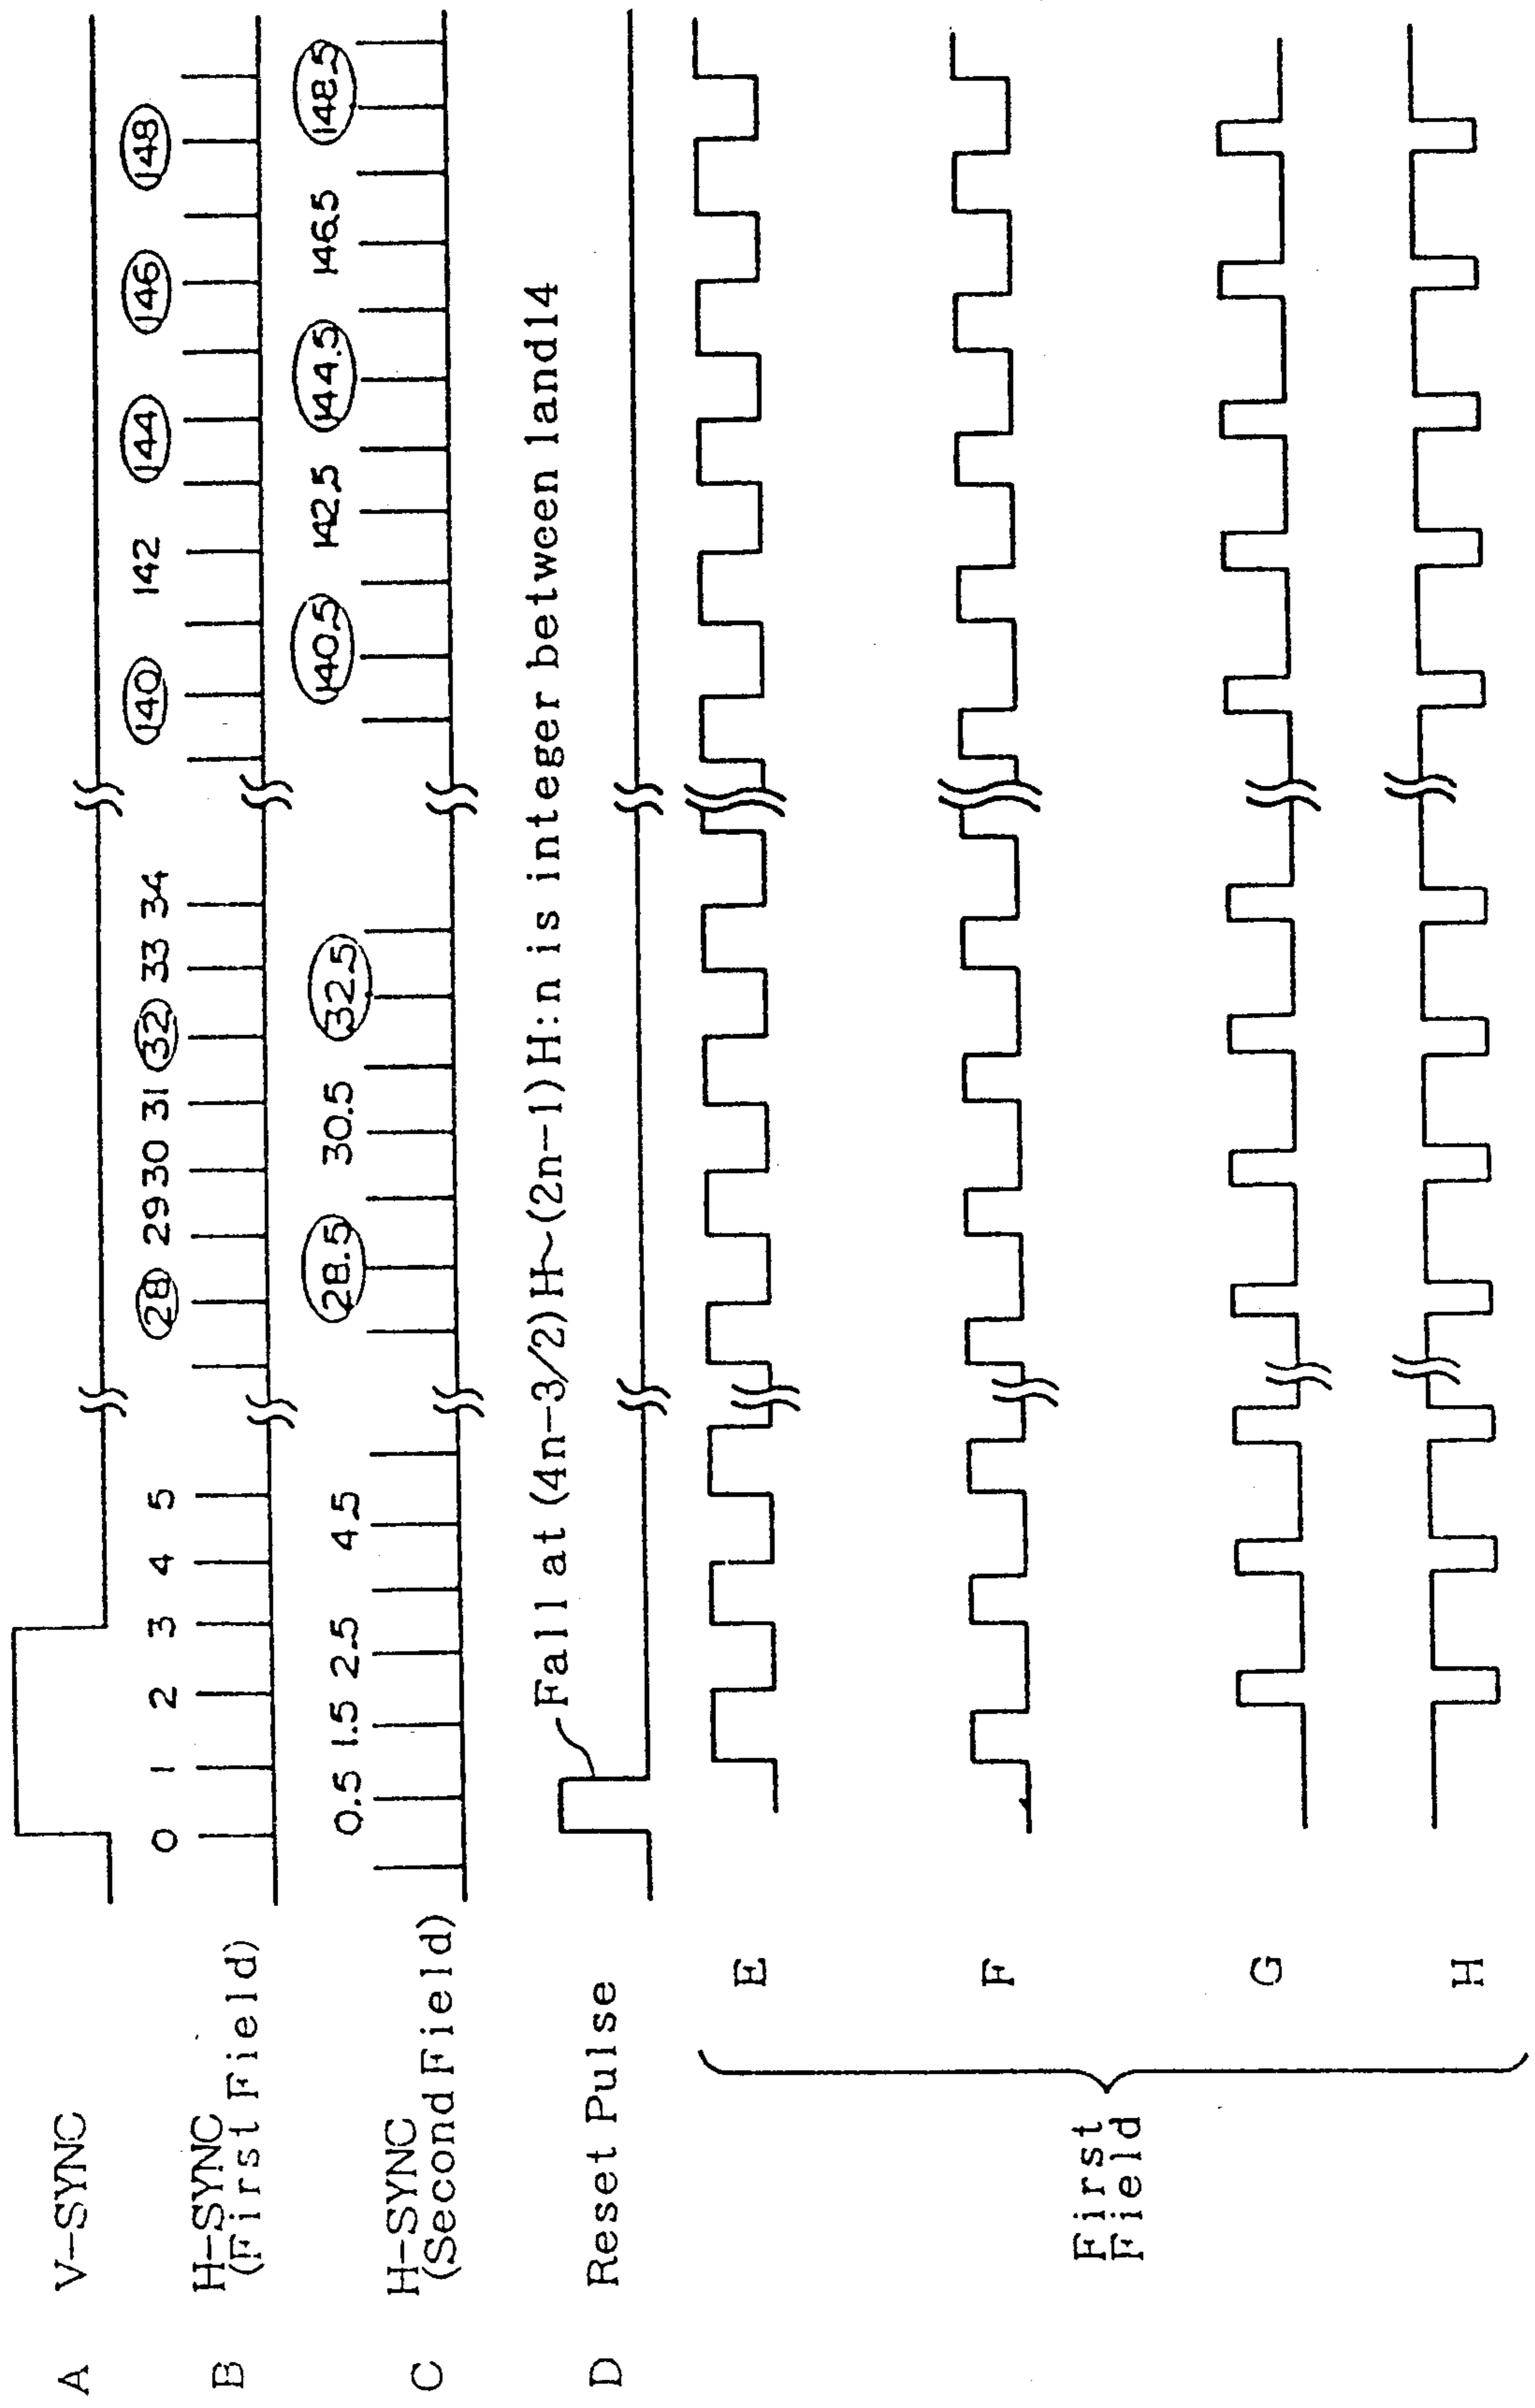 A V-SYNC
0 1 2 3 4 5 28 29 30 31 32 33 34 140 142 144 146 148
B H-SYNC
(First Field)
0.5 1.5 2.5 4.5 28.5 30.5 32.5 140.5 142.5 144.5 146.5 148.5
C H-SYNC
(Second Field)
Fall at (4n-3/2)H~(2n-1)H:n is integer between 1and14
D Reset Pulse
E
F
First
Field
G
H